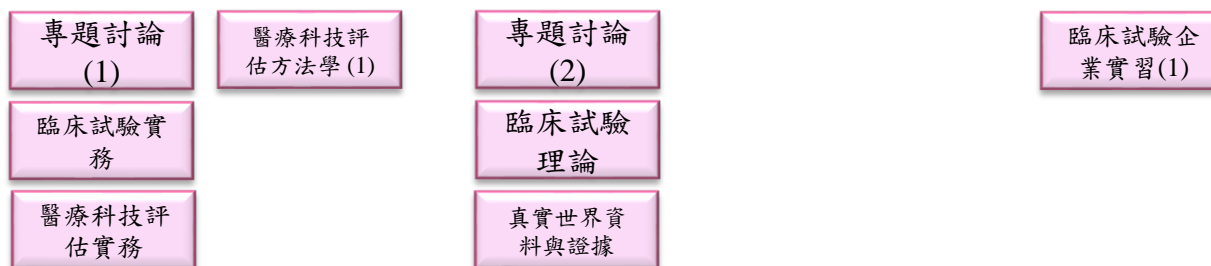 專題討論
(1)
醫療科技評
估方法學 (1)
專題討論
(2)
臨床試驗企
業實習(1)
臨床試驗實
務
臨床試驗
理論
醫療科技評
估實務
真實世界資
料與證據